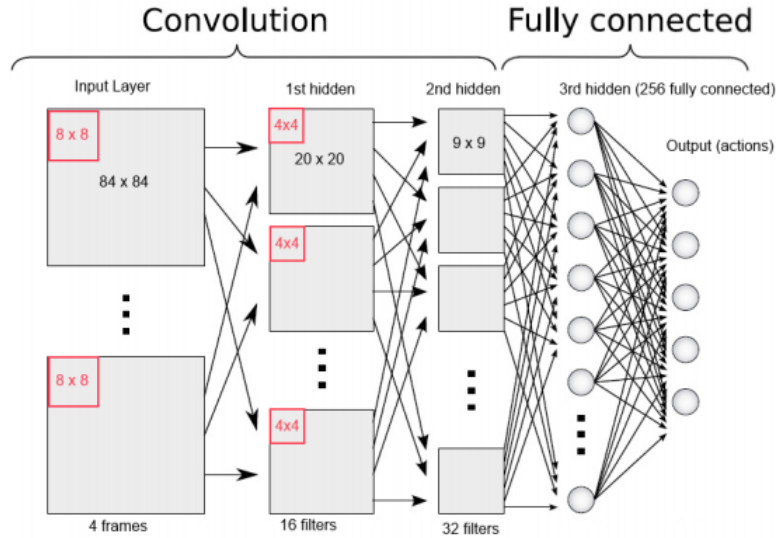 Convolution
Fully connected
Input Layer
1st hidden
2nd hidden
3rd hidden (256 fully connected)
Output (actions)
8 x 8
84 x 84
4x4
20 x 20
9 x 9
4x4
8 x 8
4x4
4 frames
16 filters
32 filters